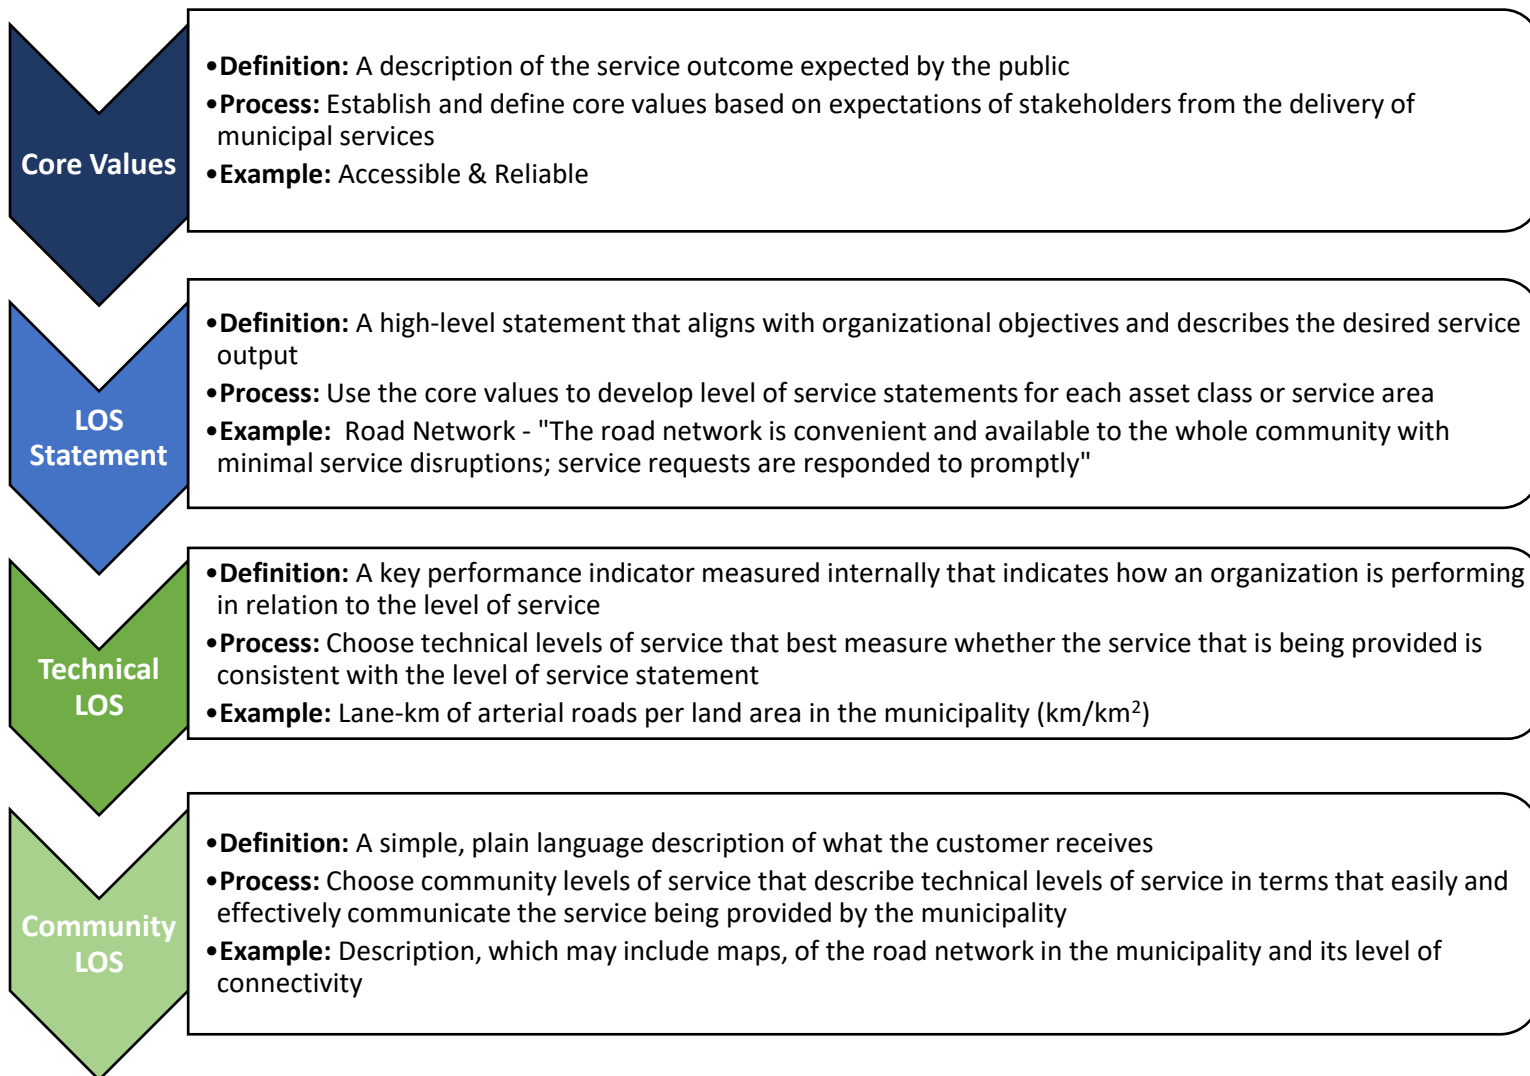 Core Values
•Definition: A description of the service outcome expected by the public
•Process: Establish and define core values based on expectations of stakeholders from the delivery of
municipal services
•Example: Accessible & Reliable
LOS
Statement
•Definition: A high-level statement that aligns with organizational objectives and describes the desired service
output
•Process: Use the core values to develop level of service statements for each asset class or service area
•Example: Road Network - "The road network is convenient and available to the whole community with
minimal service disruptions; service requests are responded to promptly"
Technical
LOS
•Definition: A key performance indicator measured internally that indicates how an organization is performing
in relation to the level of service
•Process: Choose technical levels of service that best measure whether the service that is being provided is
consistent with the level of service statement
•Example: Lane-km of arterial roads per land area in the municipality (km/km²)
Community
LOS
•Definition: A simple, plain language description of what the customer receives
•Process: Choose community levels of service that describe technical levels of service in terms that easily and
effectively communicate the service being provided by the municipality
•Example: Description, which may include maps, of the road network in the municipality and its level of
connectivity